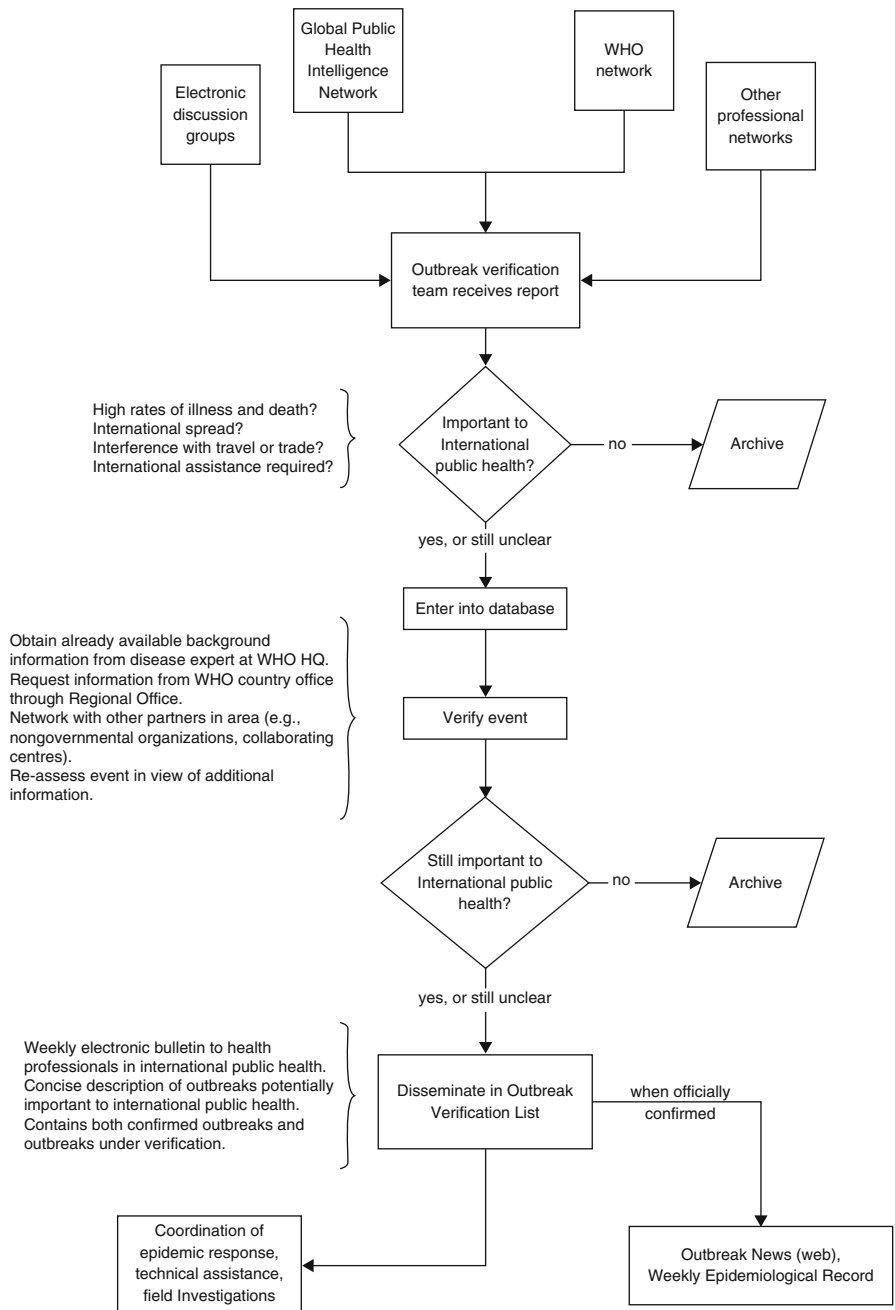 Global Public
Health
Intelligence
Network
WHO
network
Electronic
discussion
groups
Other
professional
networks
Outbreak verification
team receives report
High rates of illness and death?
International spread?
Interference with travel or trade?
International assistance required?
Important to
International
public health?
no
Archive
yes, or still unclear
Enter into database
Obtain already available background
information from disease expert at WHO HQ.
Request information from WHO country office
through Regional Office.
Network with other partners in area (e.g.,
nongovernmental organizations, collaborating
centres).
Re-assess event in view of additional
information.
Verify event
Still important to
International public
health?
no
Archive
yes, or still unclear
Weekly electronic bulletin to health
professionals in international public health.
Concise description of outbreaks potentially
important to international public health.
Contains both confirmed outbreaks and
outbreaks under verification.
Disseminate in Outbreak
Verification List
when officially
confirmed
Coordination of
epidemic response,
technical assistance,
field Investigations
Outbreak News (web),
Weekly Epidemiological Record